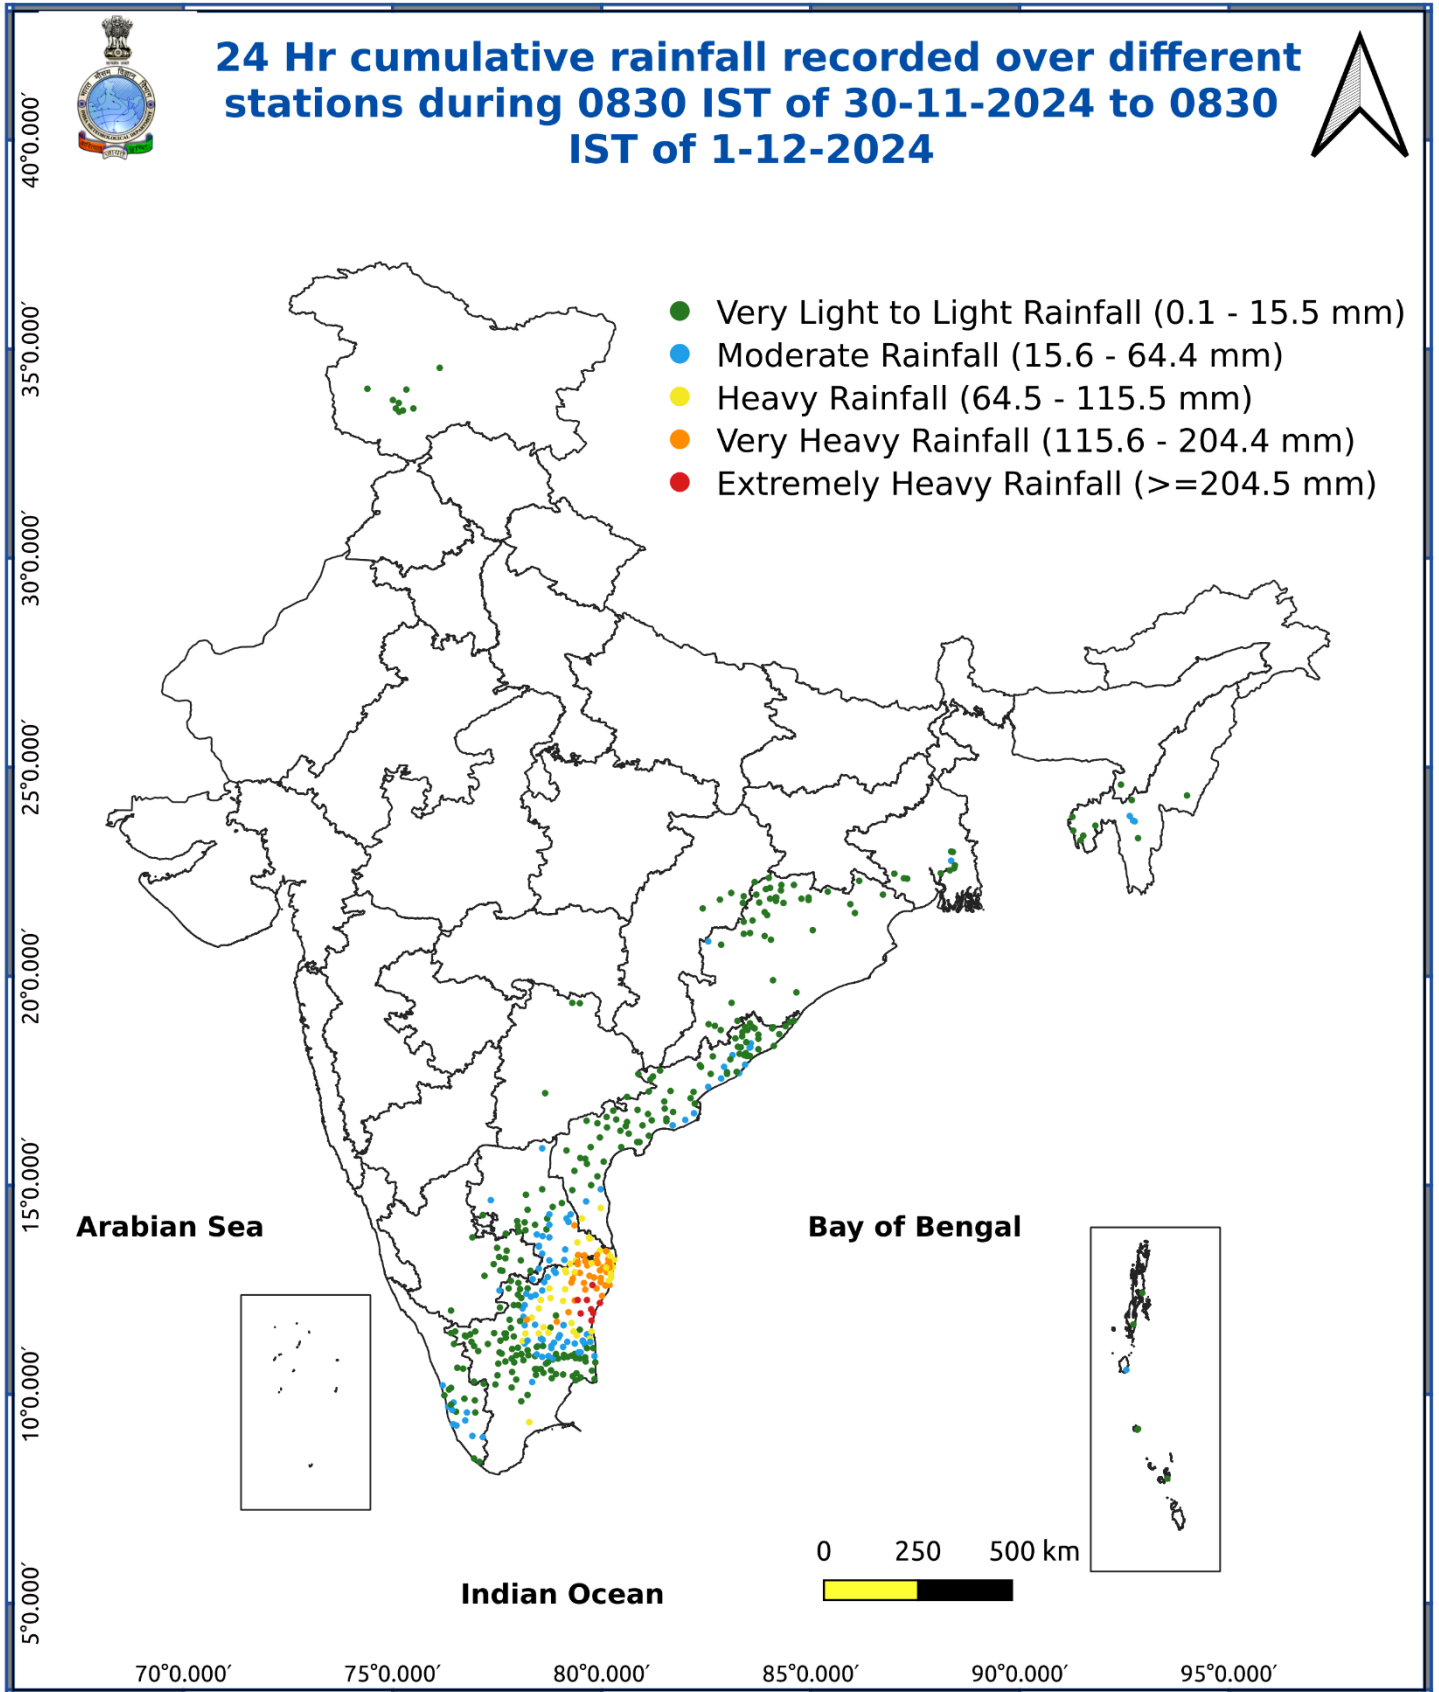 24 Hr cumulative rainfall recorded over different
stations during 0830 IST of 30-11-2024 to 0830
IST of 1-12-2024
Very Light to Light Rainfall (0.1 - 15.5 mm)
Moderate Rainfall (15.6 - 64.4 mm)
Heavy Rainfall (64.5 - 115.5 mm)
Very Heavy Rainfall (115.6 - 204.4 mm)
Extremely Heavy Rainfall (>=204.5 mm)
40°0.000′
35°0.000′
30°0.000′
25°0.000′
20°0.000′
15°0.000′
10°0.000′
5°0.000′
Arabian Sea
Bay of Bengal
Indian Ocean
0 250 500 km
70°0.000′ 75°0.000′ 80°0.000′ 85°0.000′ 90°0.000′ 95°0.000′